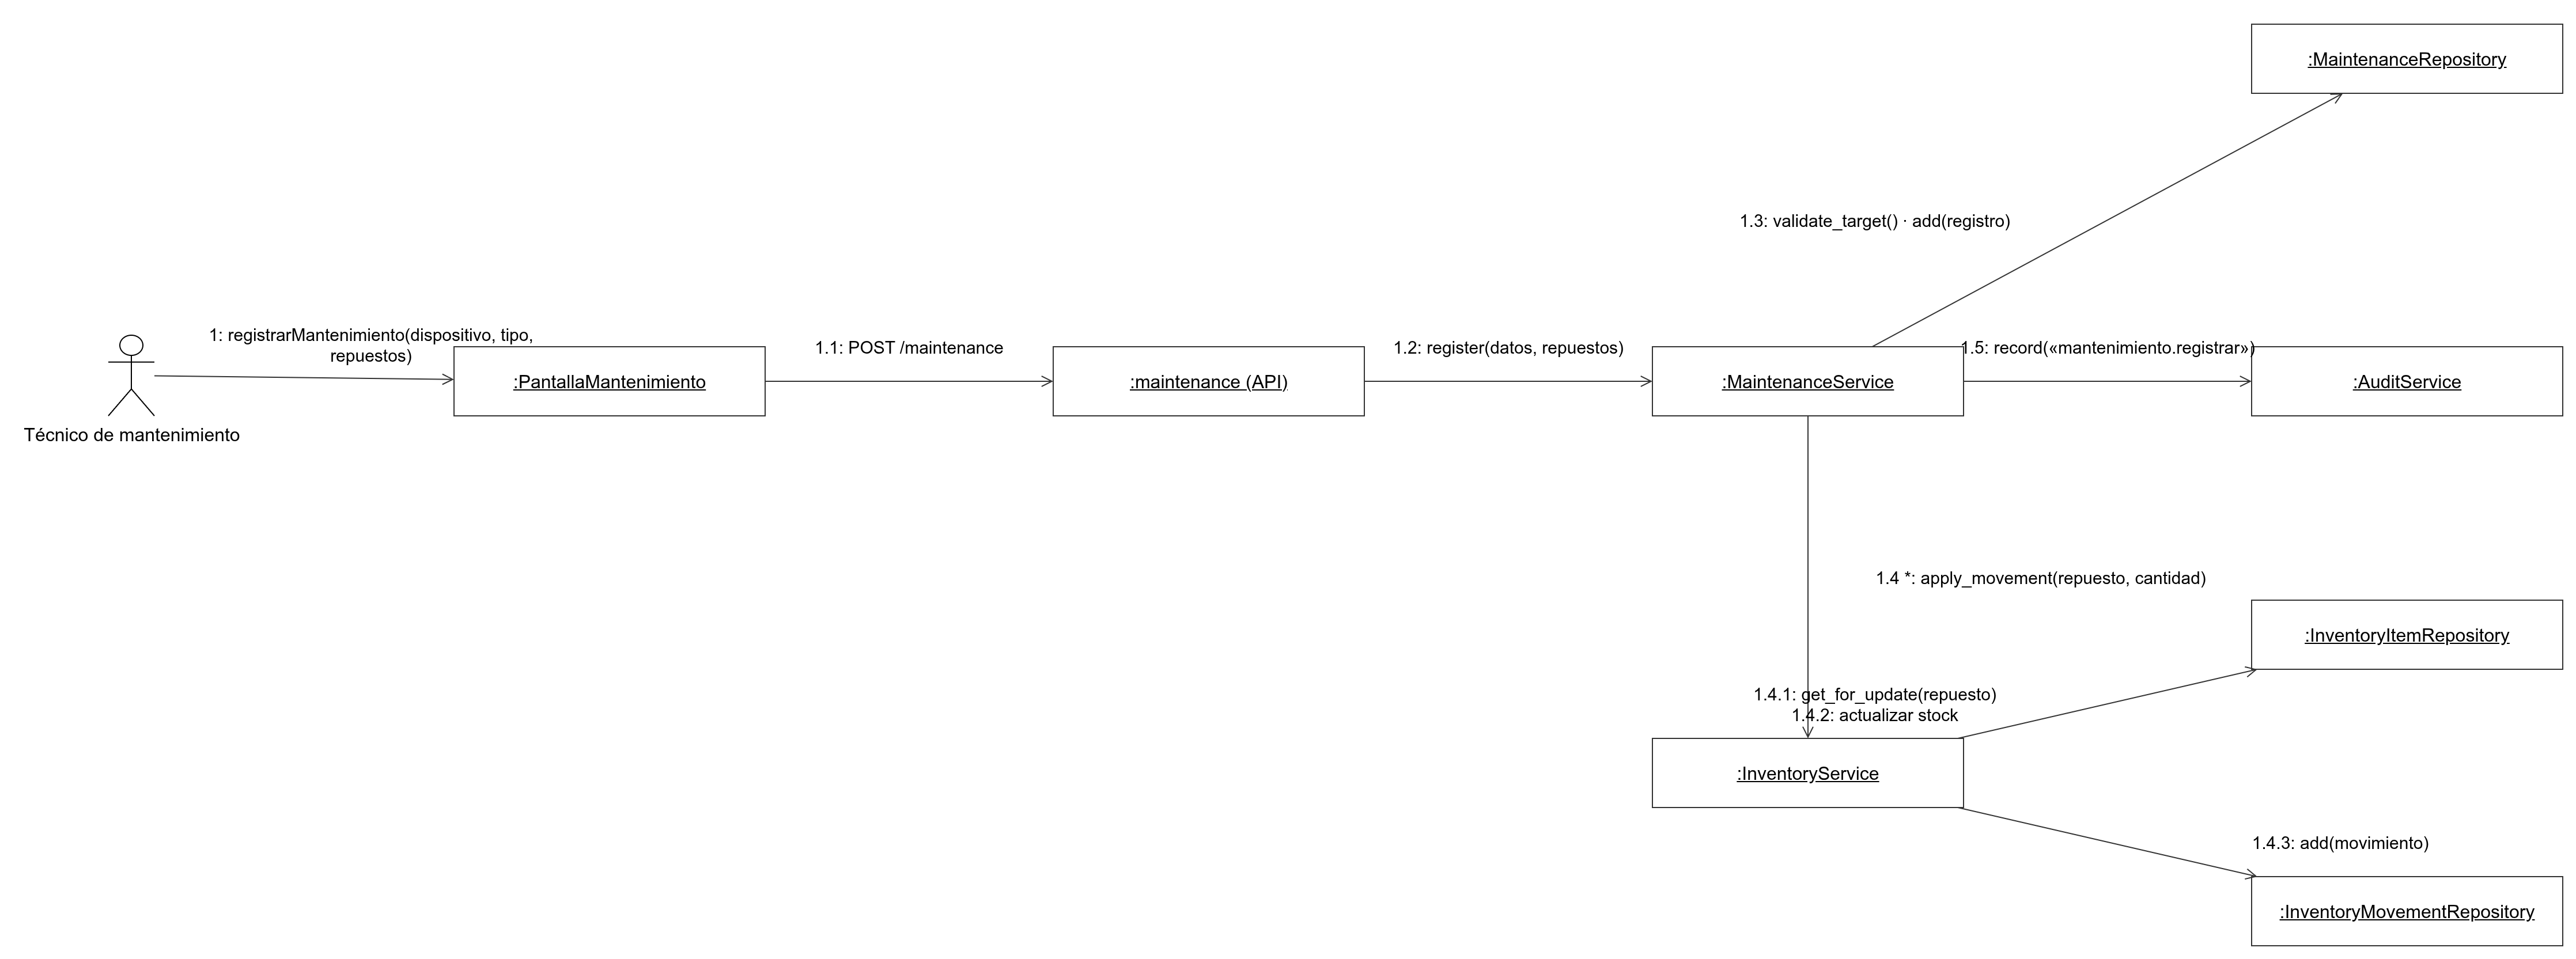 :MaintenanceRepository
1.3: validate_target() · add(registro)
1: registrarMantenimiento(dispositivo, tipo,
repuestos)
1.1: POST /maintenance
1.2: register(datos, repuestos)
1.5: record(«mantenimiento.registrar»)
:PantallaMantenimiento
:maintenance (API)
:MaintenanceService
:AuditService
Técnico de mantenimiento
1.4 *: apply_movement(repuesto, cantidad)
:InventoryItemRepository
1.4.1: get_for_update(repuesto)
1.4.2: actualizar stock
:InventoryService
1.4.3: add(movimiento)
:InventoryMovementRepository